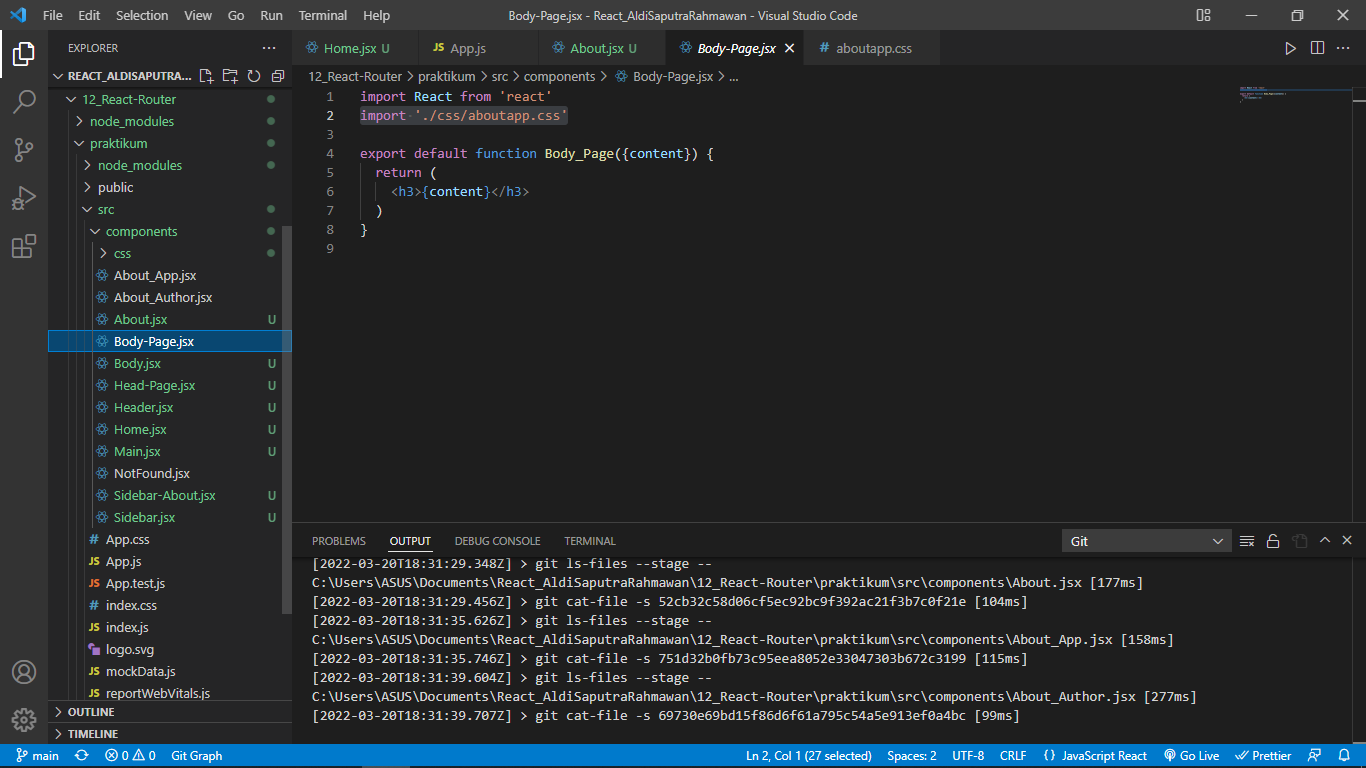 File Edit Selection View Go Run Terminal Help
Body-Page.jsx - React_AldiSaputraRahmawan - Visual Studio Code
EXPLORER ...
REACT_ALDISAPUTRA...
12_React-Router
node_modules
praktikum
node_modules
public
src
components
css
About_App.jsx
About_Author.jsx
About.jsx U
Body-Page.jsx
Body.jsx U
Head-Page.jsx U
Header.jsx U
Home.jsx U
Main.jsx U
NotFound.jsx
Sidebar-About.jsx U
Sidebar.jsx U
# App.css
JS App.js
JS App.test.js
# index.css
JS index.js
logo.svg
JS mockData.js
JS reportWebVitals.js
OUTLINE
TIMELINE
Home.jsx U JS App.js About.jsx U Body-Page.jsx # aboutapp.css
12_React-Router > praktikum > src > components > Body-Page.jsx > ...
1 import React from 'react'
2 import './css/aboutapp.css'
3
4 export default function Body_Page({content}) {
5 return (
6 <h3>{content}</h3>
7 )
8 }
9
PROBLEMS OUTPUT DEBUG CONSOLE TERMINAL Git
[2022-03-20T18:31:29.348Z] > git ls-files --stage --
C:\Users\ASUS\Documents\React_AldiSaputraRahmawan\12_React-Router\praktikum\src\components\About.jsx [177ms]
[2022-03-20T18:31:29.456Z] > git cat-file -s 52cb32c58d06cf5ec92bc9f392ac21f3b7c0f21e [104ms]
[2022-03-20T18:31:35.626Z] > git ls-files --stage --
C:\Users\ASUS\Documents\React_AldiSaputraRahmawan\12_React-Router\praktikum\src\components\About_App.jsx [158ms]
[2022-03-20T18:31:35.746Z] > git cat-file -s 751d32b0fb73c95eea8052e33047303b672c3199 [115ms]
[2022-03-20T18:31:39.604Z] > git ls-files --stage --
C:\Users\ASUS\Documents\React_AldiSaputraRahmawan\12_React-Router\praktikum\src\components\About_Author.jsx [277ms]
[2022-03-20T18:31:39.707Z] > git cat-file -s 69730e69bd15f86d6f61a795c54a5e913ef0a4bc [99ms]
main 0 0 Git Graph Ln 2, Col 1 (27 selected) Spaces: 2 UTF-8 CRLF {} JavaScript React Go Live Prettier